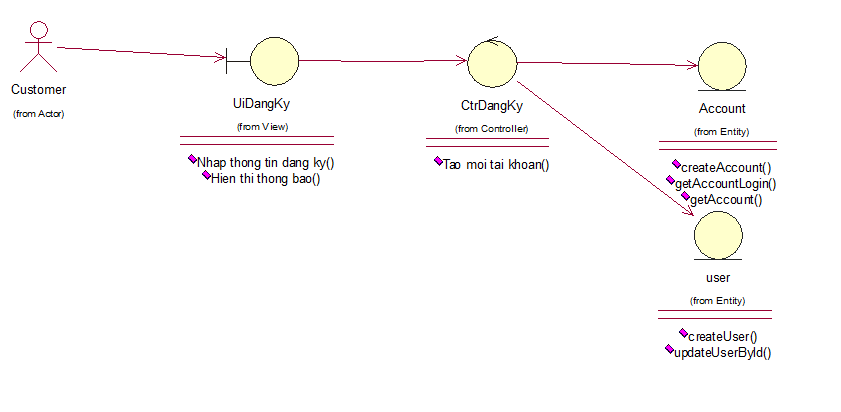 Customer
(from Actor)
UiDangKy
(from View)
Nhap thong tin dang ky()
Hien thi thong bao()
CtrDangKy
(from Controller)
Tao moi tai khoan()
Account
(from Entity)
createAccount()
getAccountLogin()
getAccount()
user
(from Entity)
createUser()
updateUserById()